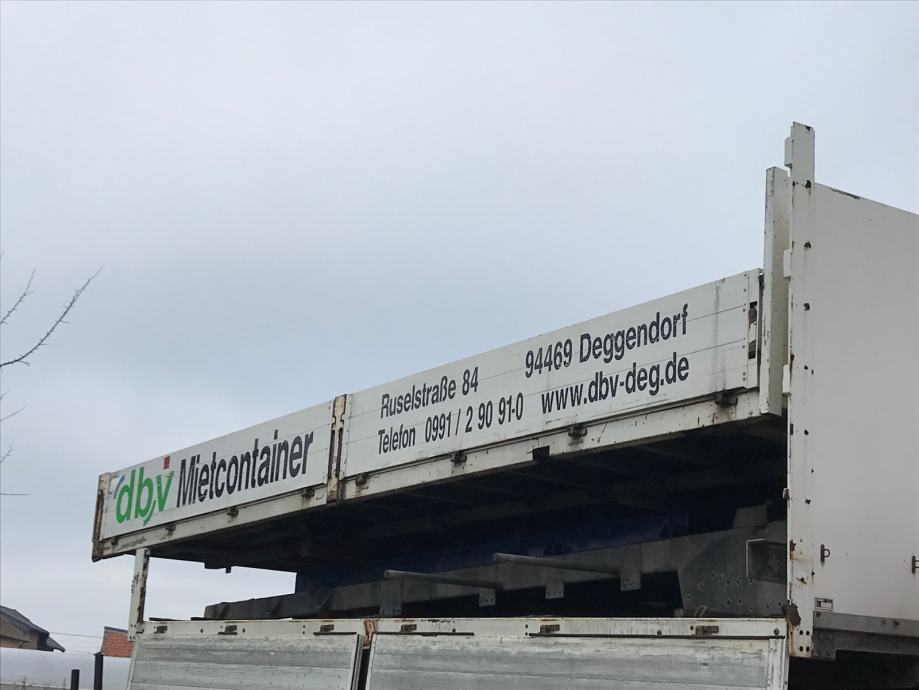 dbv Mietcontainer
Ruselstraße 84 94469 Deggendorf
Telefon 0991 / 2 90 91-0 www.dbv-deg.de